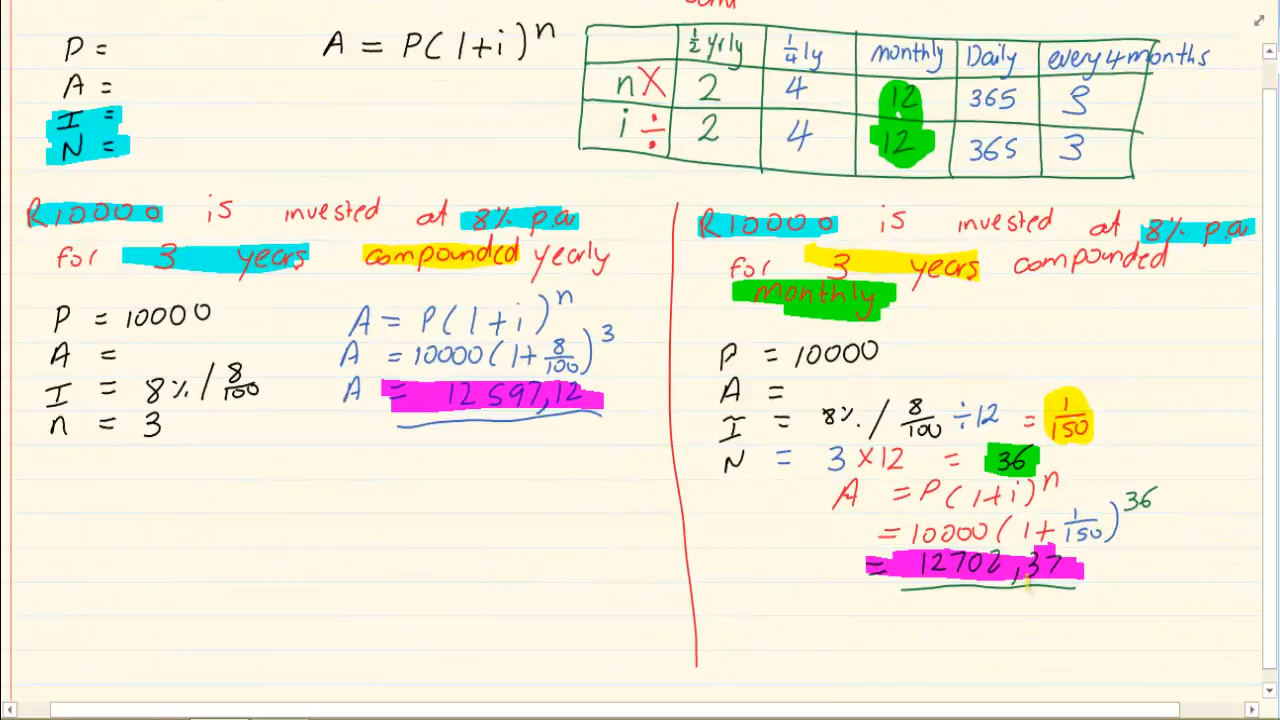 P =
A = P(1+i)^n
A =
I =
N =
½ yrly ¼ly monthly Daily every 4 months
n X 2 4 12 365 3
i ÷ 2 4 12 365 3
R10000 is invested at 8% p.a
for 3 years compounded yearly
P = 10000
A =
I = 8% / 8/100
n = 3
A = P(1+i)^n
A = 10000(1+ 8/100)^3
A = 12 597,12
R10000 is invested at 8% p.a
for 3 years compounded
monthly
P = 10000
A =
I = 8% / 8/100 ÷12 = 1/150
N = 3 ×12 = 36
A = P(1+i)^n
= 10000(1+ 1/150)^36
= 12702,37